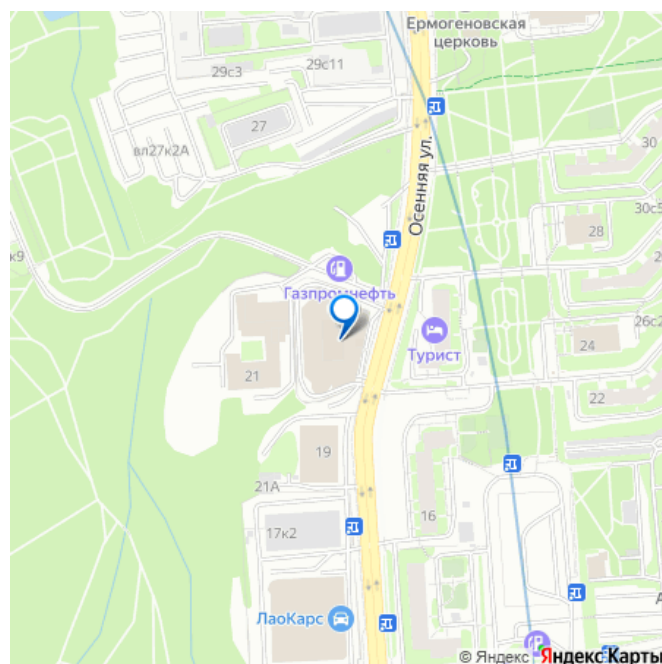 Ермогеновская
церковь
29с3
29с11
27
вл27к2А
30
Осенняя ул.
30с5
28
к9
Газпромнефть
26с2
24
Турист
21
22
19
21А
16
17к2
ЛаоКарс
© Яндекс Яндекс Карты